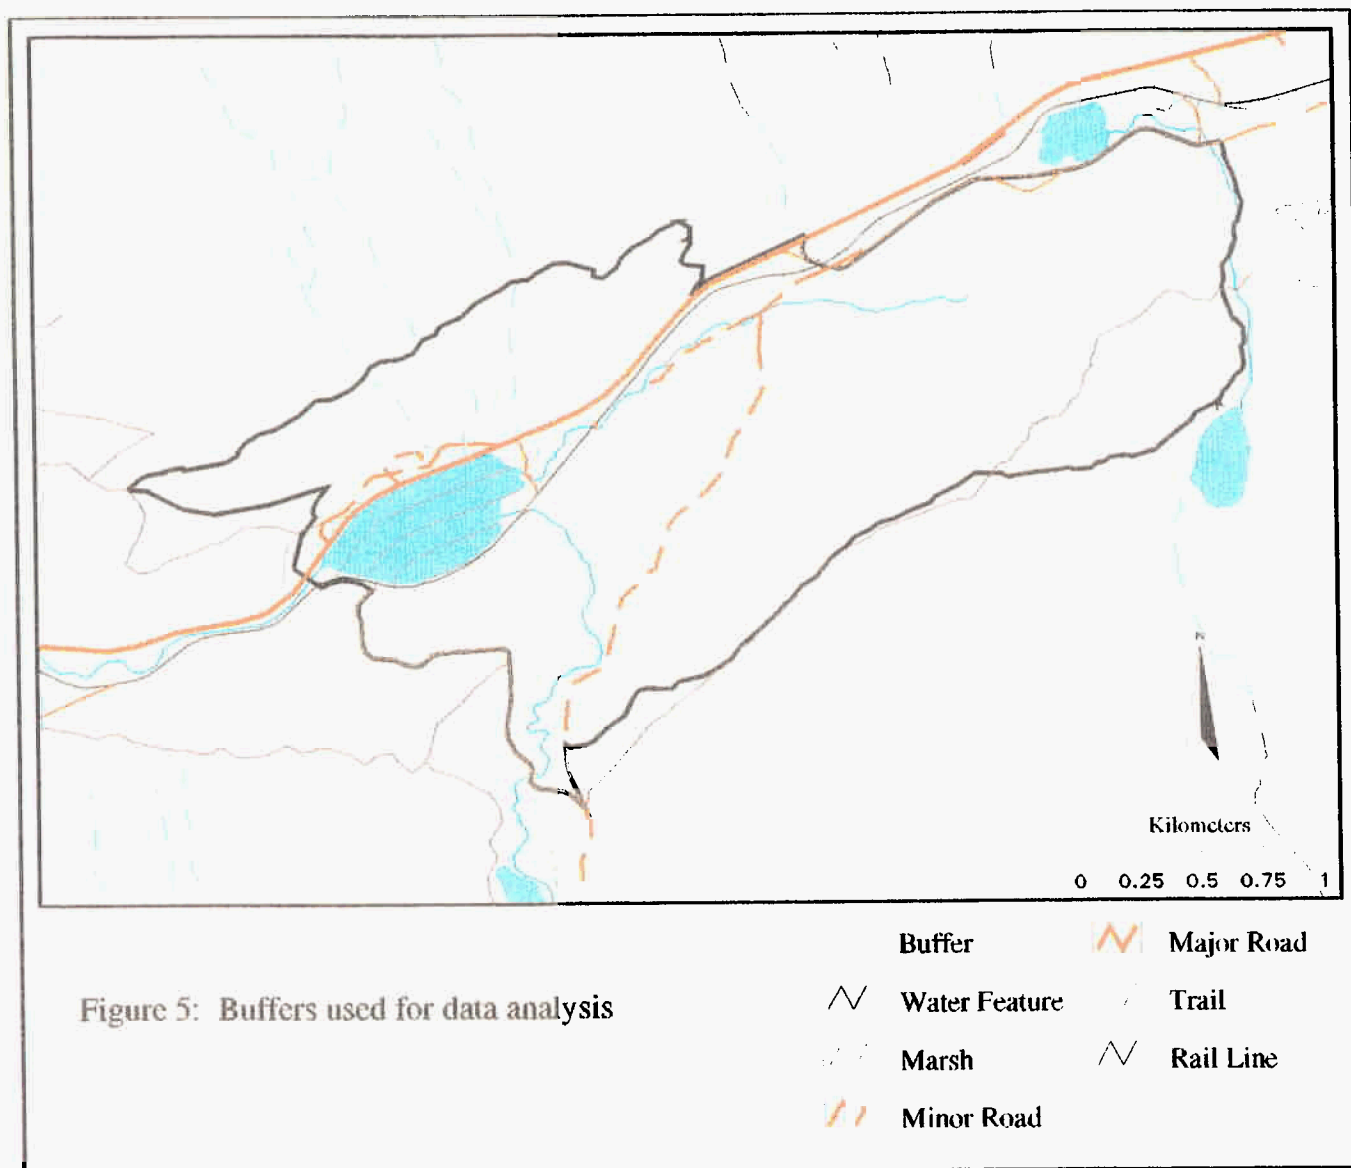 N
Kilometers
0 0.25 0.5 0.75 1
Buffer
Major Road
Figure 5: Buffers used for data analysis
Water Feature
Trail
Marsh
Rail Line
Minor Road